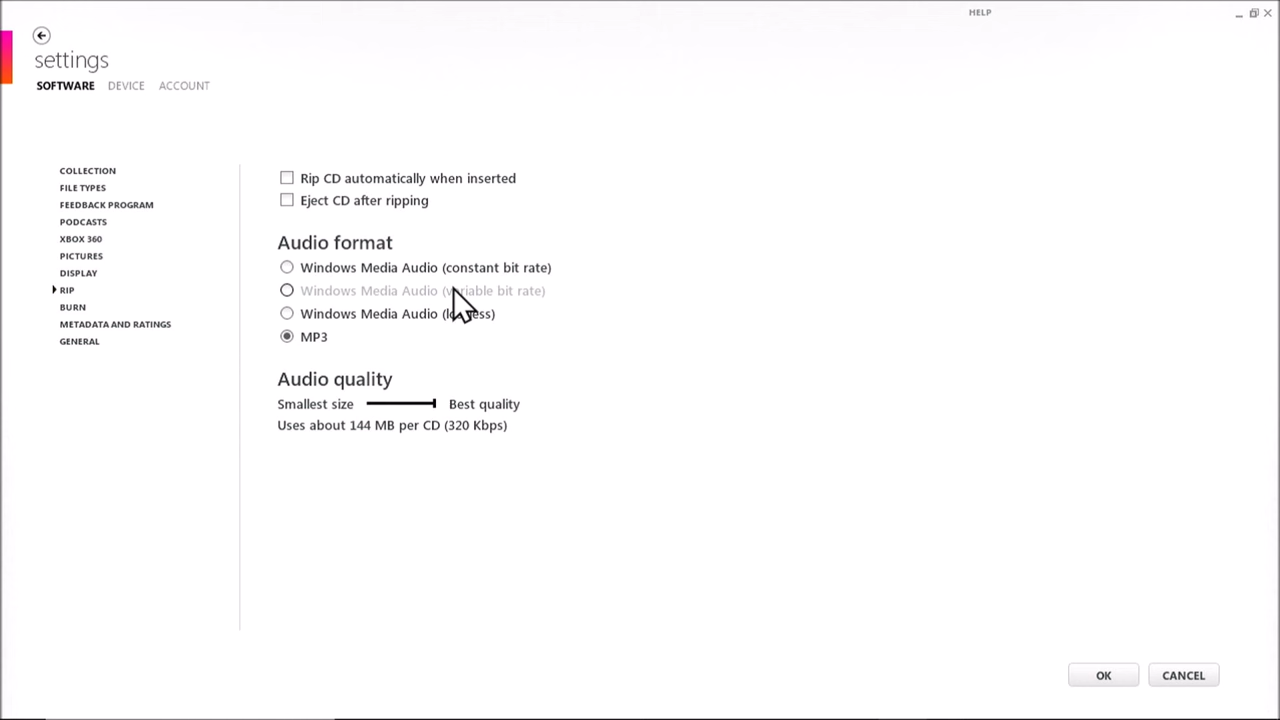 HELP
settings
SOFTWARE DEVICE ACCOUNT
COLLECTION
FILE TYPES
FEEDBACK PROGRAM
PODCASTS
XBOX 360
PICTURES
DISPLAY
RIP
BURN
METADATA AND RATINGS
GENERAL
Rip CD automatically when inserted
Eject CD after ripping
Audio format
Windows Media Audio (constant bit rate)
Windows Media Audio (variable bit rate)
Windows Media Audio (lossless)
MP3
Audio quality
Smallest size Best quality
Uses about 144 MB per CD (320 Kbps)
OK CANCEL